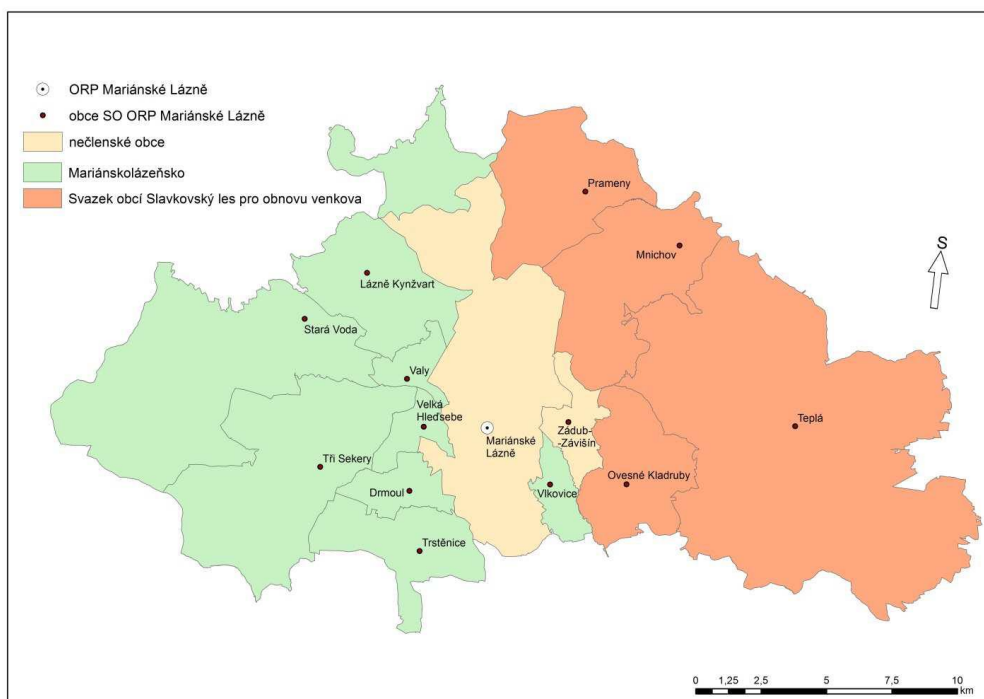 ORP Mariánské Lázně
obce SO ORP Mariánské Lázně
nečlenské obce
Mariánskolázeňsko
Svazek obcí Slavkovský les pro obnovu venkova
Prameny
Mnichov
S
Lázně Kynžvart
Stará Voda
Valy
Velká
Hleďsebe
Mariánské
Lázně
Zádub-
-Závišín
Teplá
Tři Sekery
Drmoul
Vlkovice
Ovesné Kladruby
Trstěnice
0 1,25 2,5 5 7,5 10
km